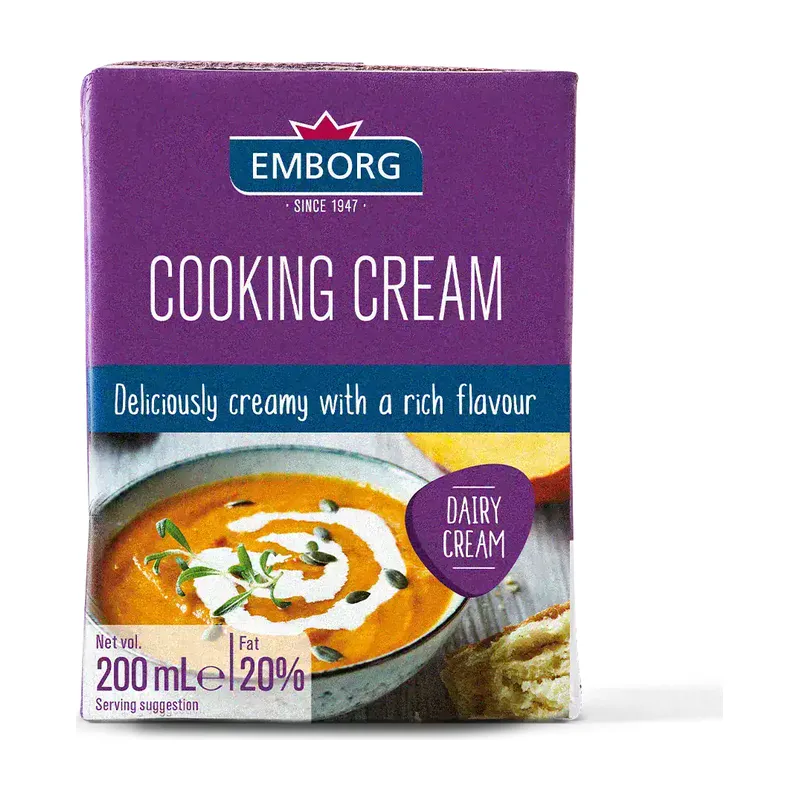 EMBORG
· SINCE 1947 ·
COOKING CREAM
Deliciously creamy with a rich flavour
DAIRY
CREAM
Net vol.
200 mL℮
Fat
20%
Serving suggestion